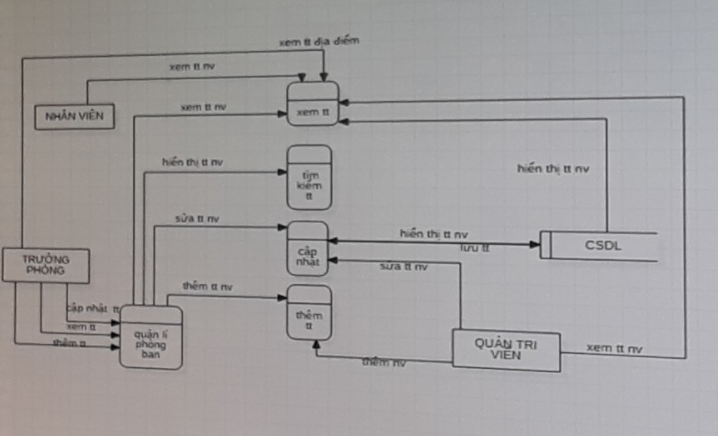 xem tt địa điểm
xem tt nv
NHÂN VIÊN
xem tt nv
xem tt
hiển thị tt nv
tìm
kiếm
tt
hiển thị tt nv
sửa tt nv
cập
nhật
hiển thị tt nv
lưu tt
CSDL
sửa tt nv
TRƯỞNG
PHÒNG
thêm tt nv
thêm
tt
cập nhật tt
xem tt
thêm tt
quản lí
phòng
ban
QUẢN TRỊ
VIÊN
xem tt nv
thêm nv